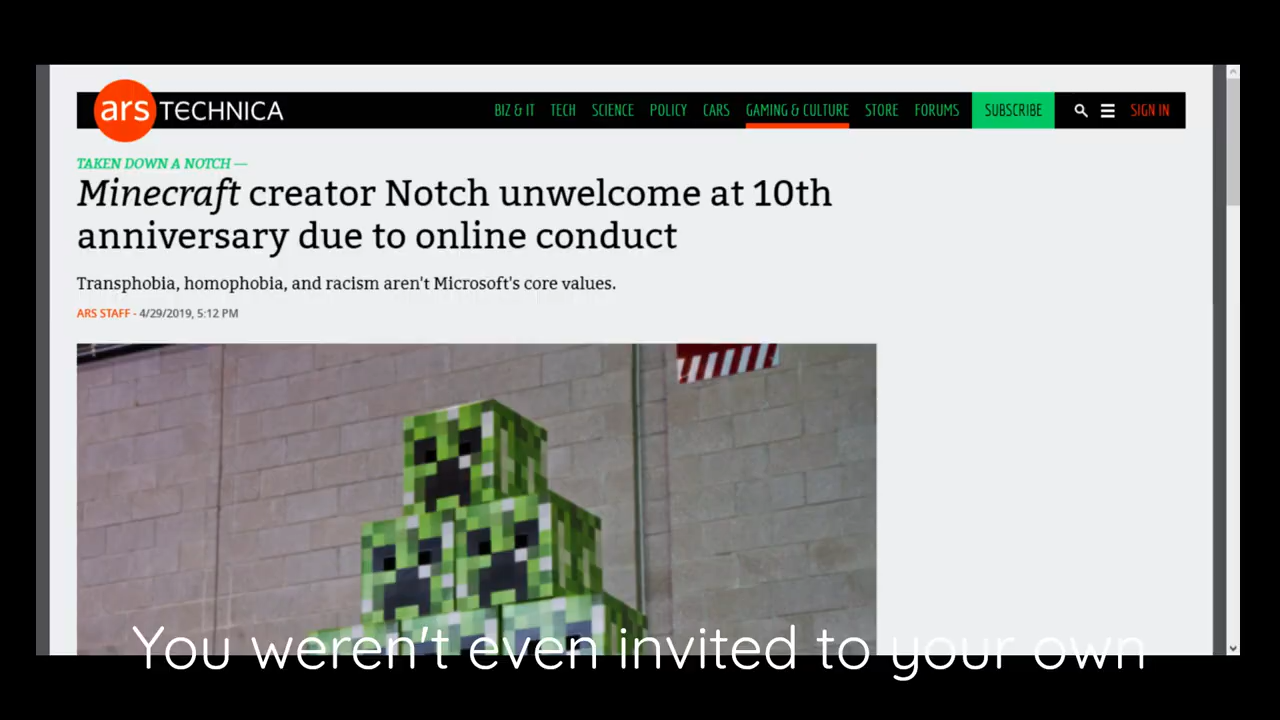 ars TECHNICA
BIZ & IT TECH SCIENCE POLICY CARS GAMING & CULTURE STORE FORUMS SUBSCRIBE SIGN IN
TAKEN DOWN A NOTCH —
Minecraft creator Notch unwelcome at 10th
anniversary due to online conduct
Transphobia, homophobia, and racism aren't Microsoft's core values.
ARS STAFF - 4/29/2019, 5:12 PM
You weren't even invited to your own